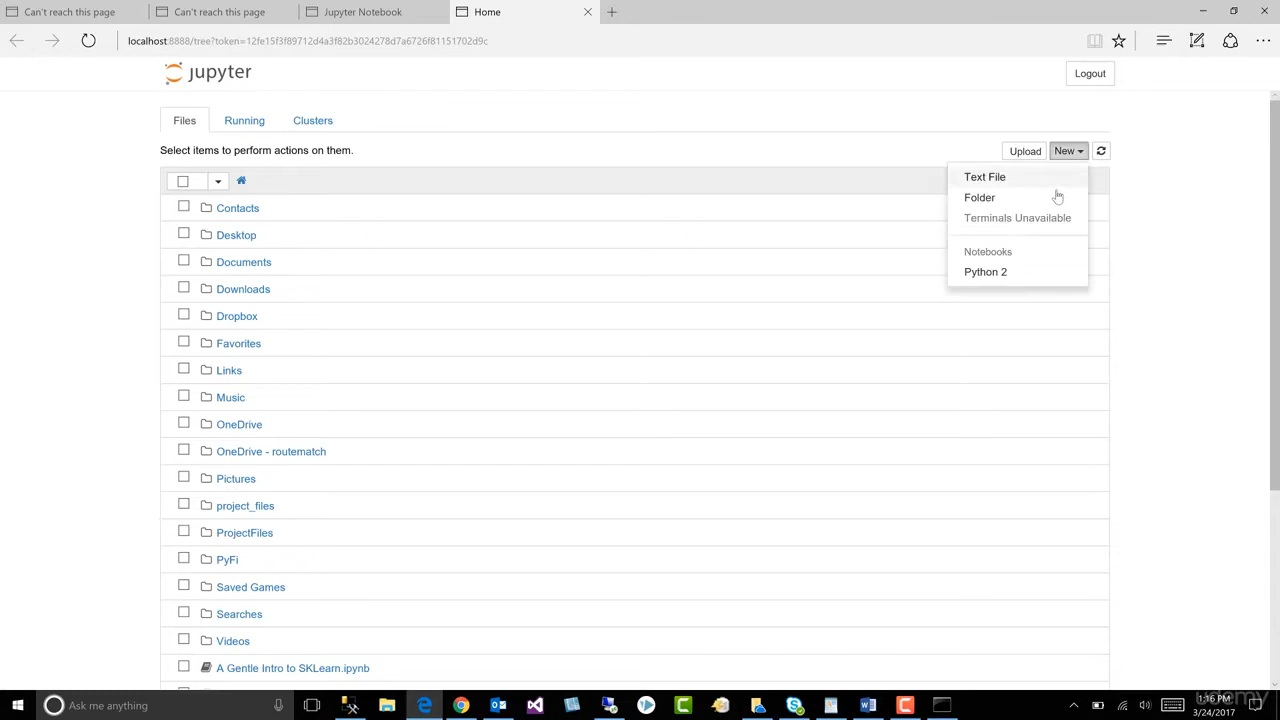 Can't reach this page
Can't reach this page
Jupyter Notebook
Home
localhost:8888/tree?token=12fe15f3f89712d4a3f82b3024278d7a6726f81151702d9c
jupyter
Logout
Files
Running
Clusters
Select items to perform actions on them.
Upload
New
Text File
Folder
Terminals Unavailable
Notebooks
Python 2
Contacts
Desktop
Documents
Downloads
Dropbox
Favorites
Links
Music
OneDrive
OneDrive - routematch
Pictures
project_files
ProjectFiles
PyFi
Saved Games
Searches
Videos
A Gentle Intro to SKLearn.ipynb
Ask me anything
1:16 PM
3/24/2017
udemy